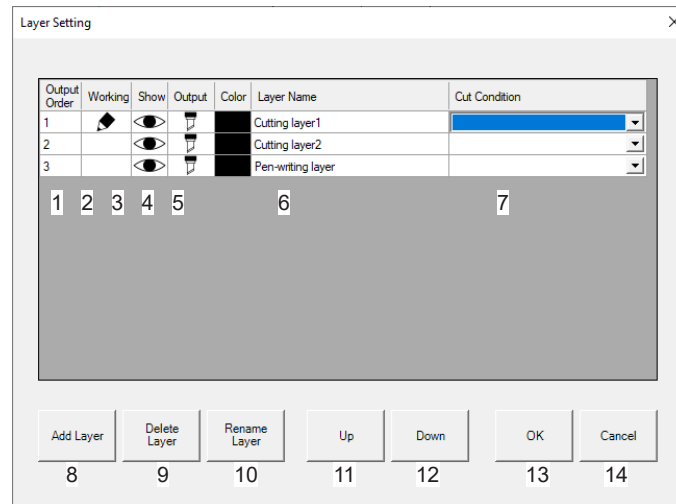 Layer Setting
Output Order Working Show Output Color Layer Name Cut Condition
1 Cutting layer1
2 Cutting layer2
3 Pen-writing layer
1 2 3 4 5 6 7
Add Layer Delete Layer Rename Layer Up Down OK Cancel
8 9 10 11 12 13 14